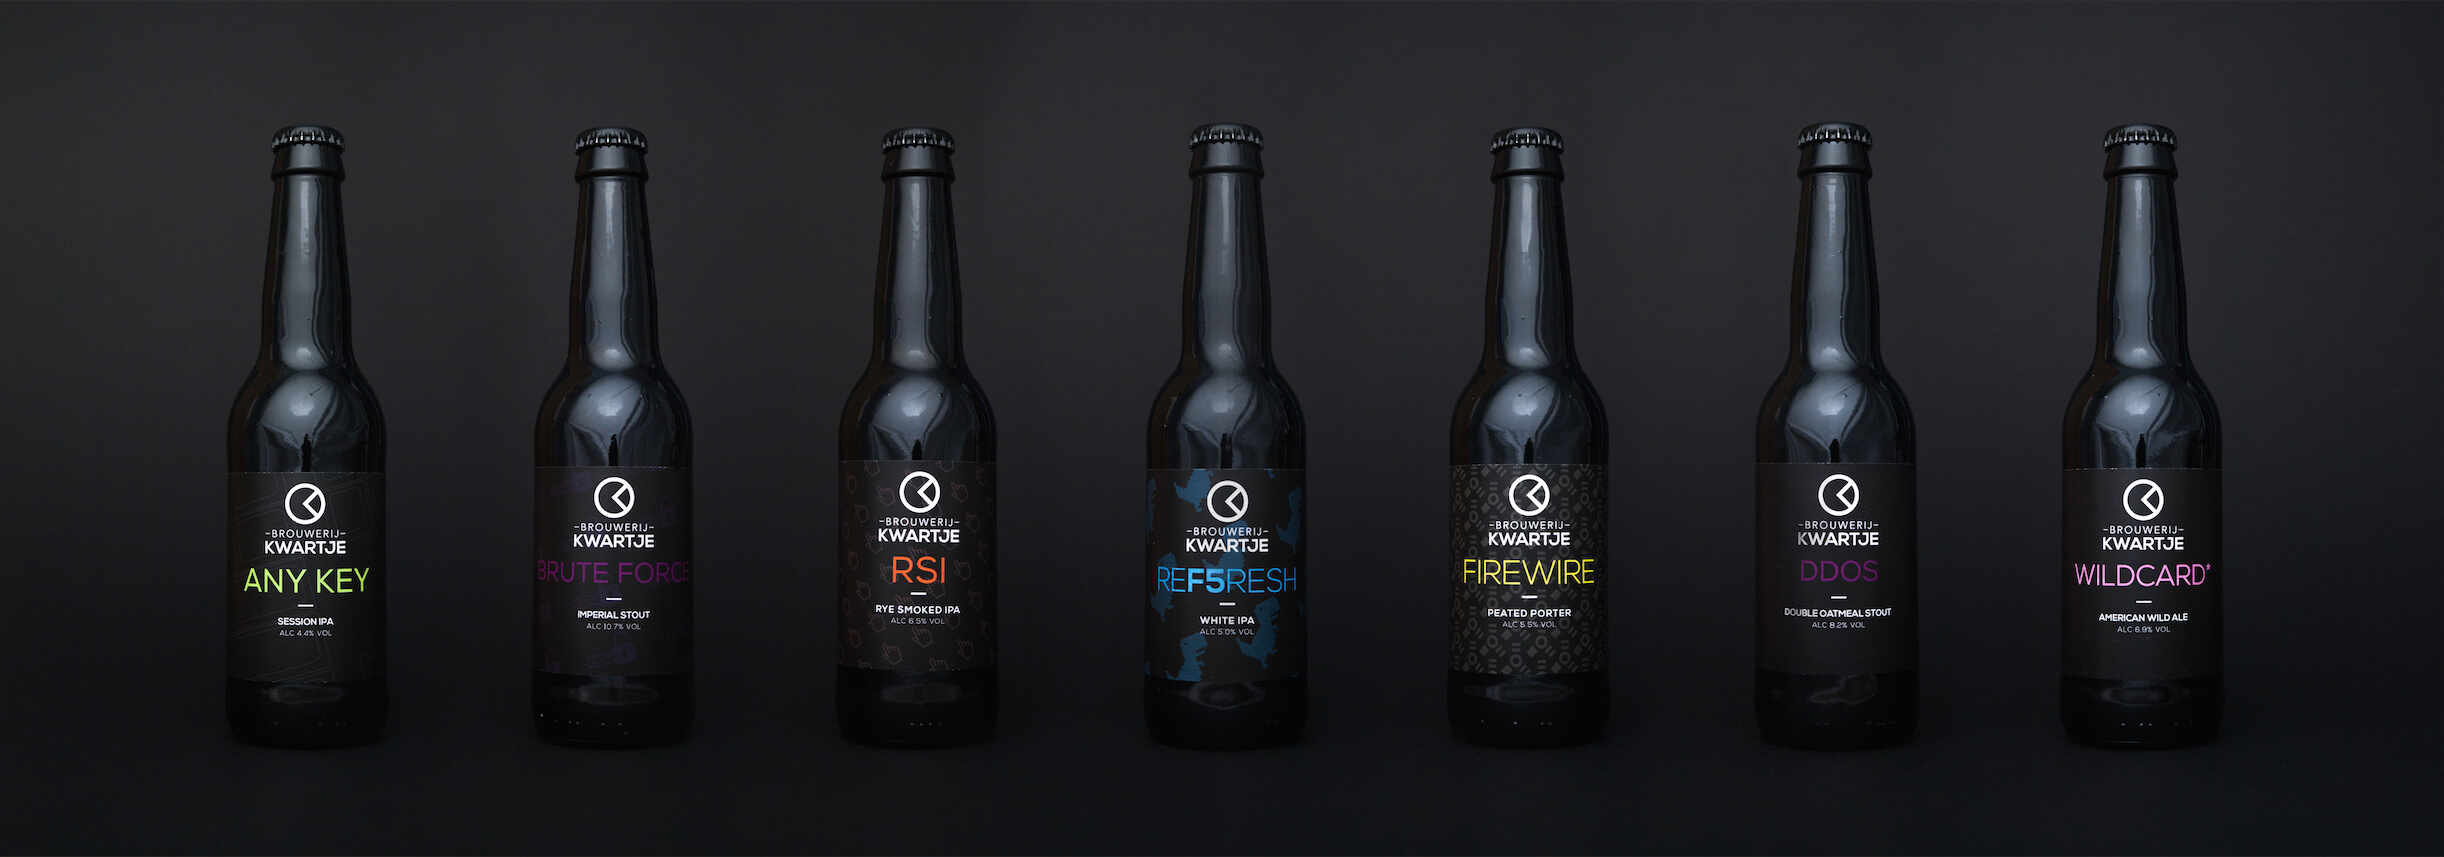 -BROUWERIJ-
KWARTJE
ANY KEY
SESSION IPA
ALC 4.4% VOL
-BROUWERIJ-
KWARTJE
BRUTE FORCE
IMPERIAL STOUT
ALC 10.7% VOL
-BROUWERIJ-
KWARTJE
RSI
RYE SMOKED IPA
ALC 6.5% VOL
-BROUWERIJ-
KWARTJE
REF5RESH
WHITE IPA
ALC 5.0% VOL
-BROUWERIJ-
KWARTJE
FIREWIRE
PEATED PORTER
ALC 5.5% VOL
-BROUWERIJ-
KWARTJE
DDOS
DOUBLE OATMEAL STOUT
ALC 8.2% VOL
-BROUWERIJ-
KWARTJE
WILDCARD*
AMERICAN WILD ALE
ALC 6.9% VOL